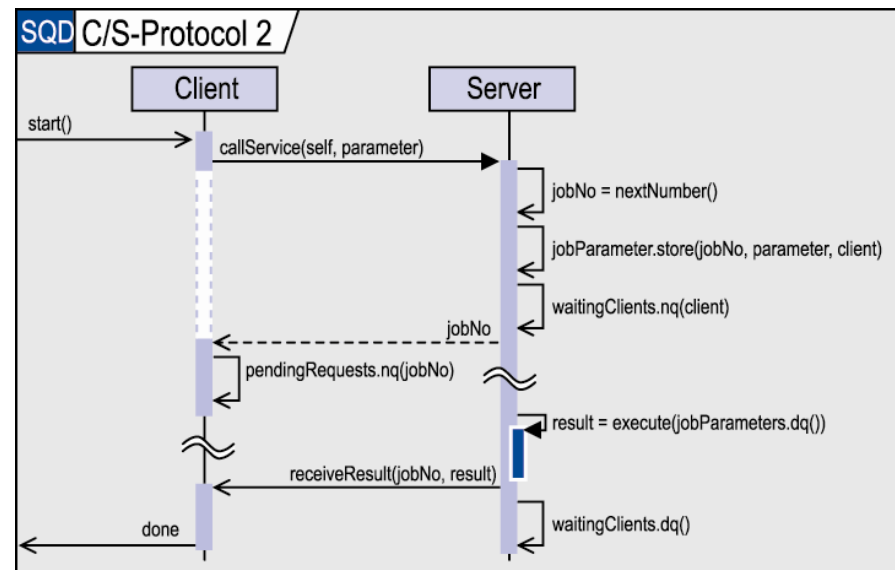 SQD C/S-Protocol 2
Client
Server
start()
callService(self, parameter)
jobNo = nextNumber()
jobParameter.store(jobNo, parameter, client)
waitingClients.nq(client)
jobNo
pendingRequests.nq(jobNo)
result = execute(jobParameters.dq())
receiveResult(jobNo, result)
waitingClients.dq()
done